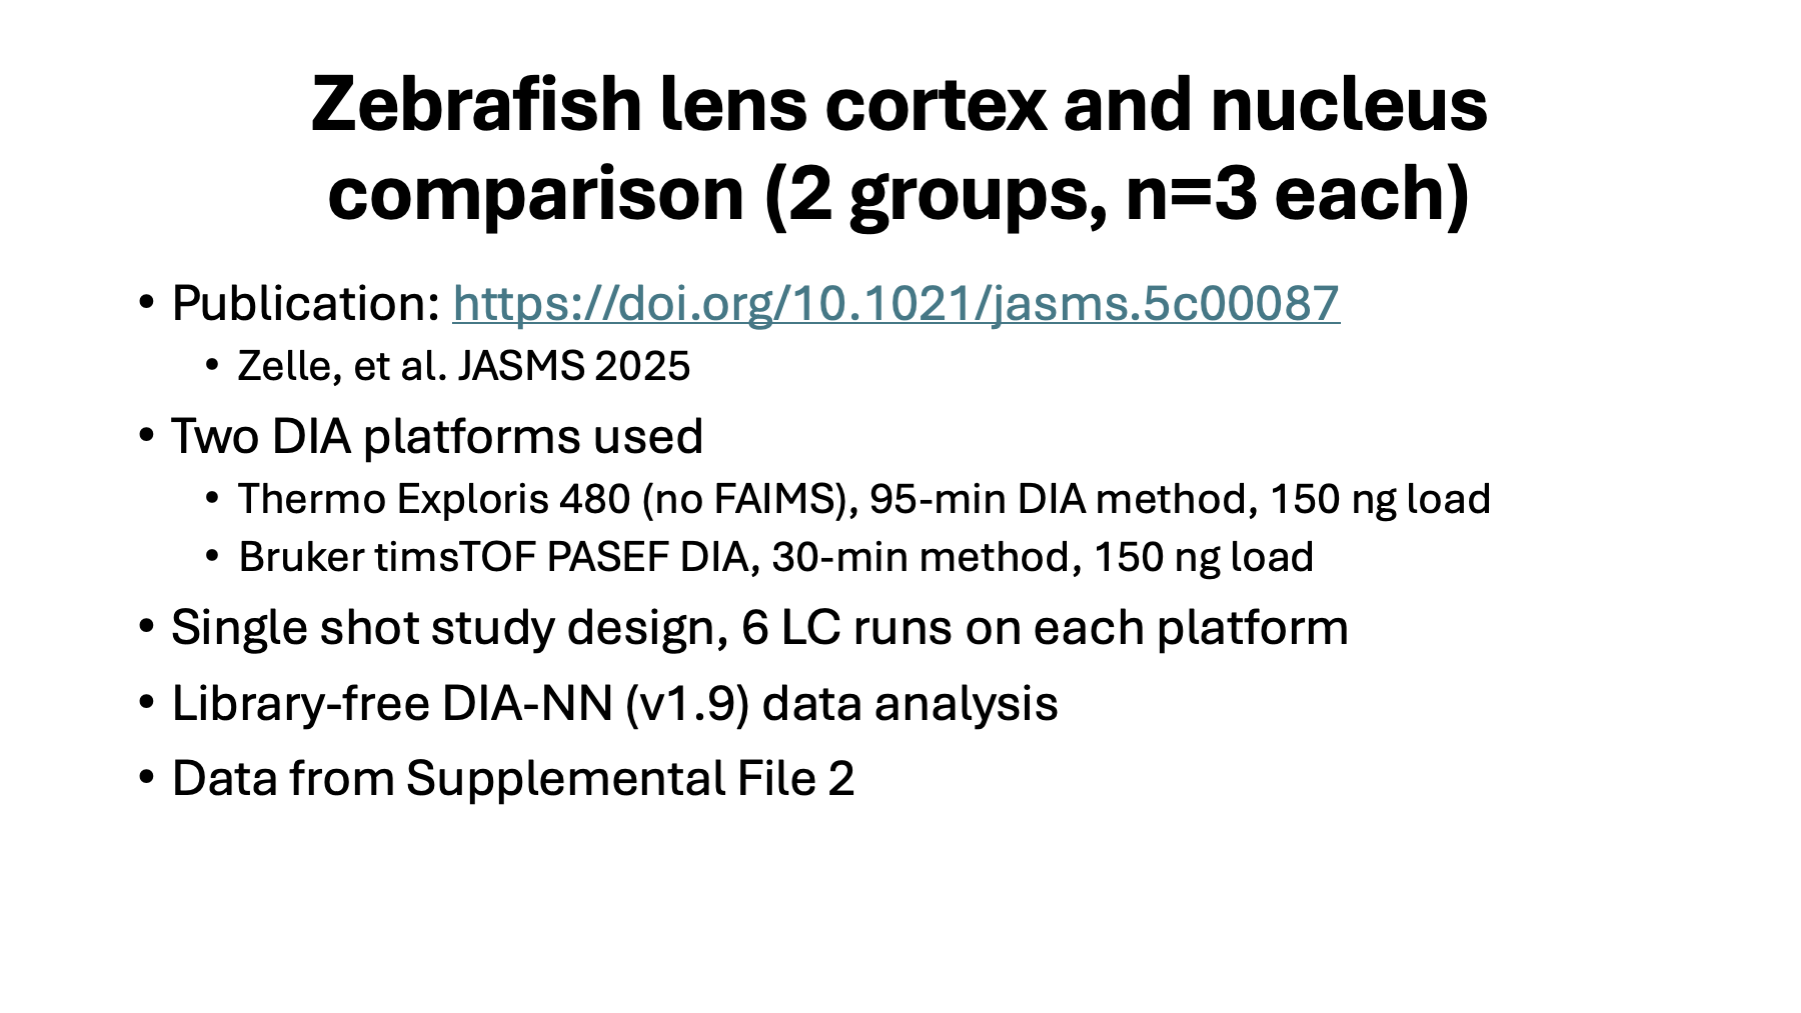 Zebrafish lens cortex and nucleus
comparison (2 groups, n=3 each)
• Publication: https://doi.org/10.1021/jasms.5c00087
• Zelle, et al. JASMS 2025
• Two DIA platforms used
• Thermo Exploris 480 (no FAIMS), 95-min DIA method, 150 ng load
• Bruker timsTOF PASEF DIA, 30-min method, 150 ng load
• Single shot study design, 6 LC runs on each platform
• Library-free DIA-NN (v1.9) data analysis
• Data from Supplemental File 2